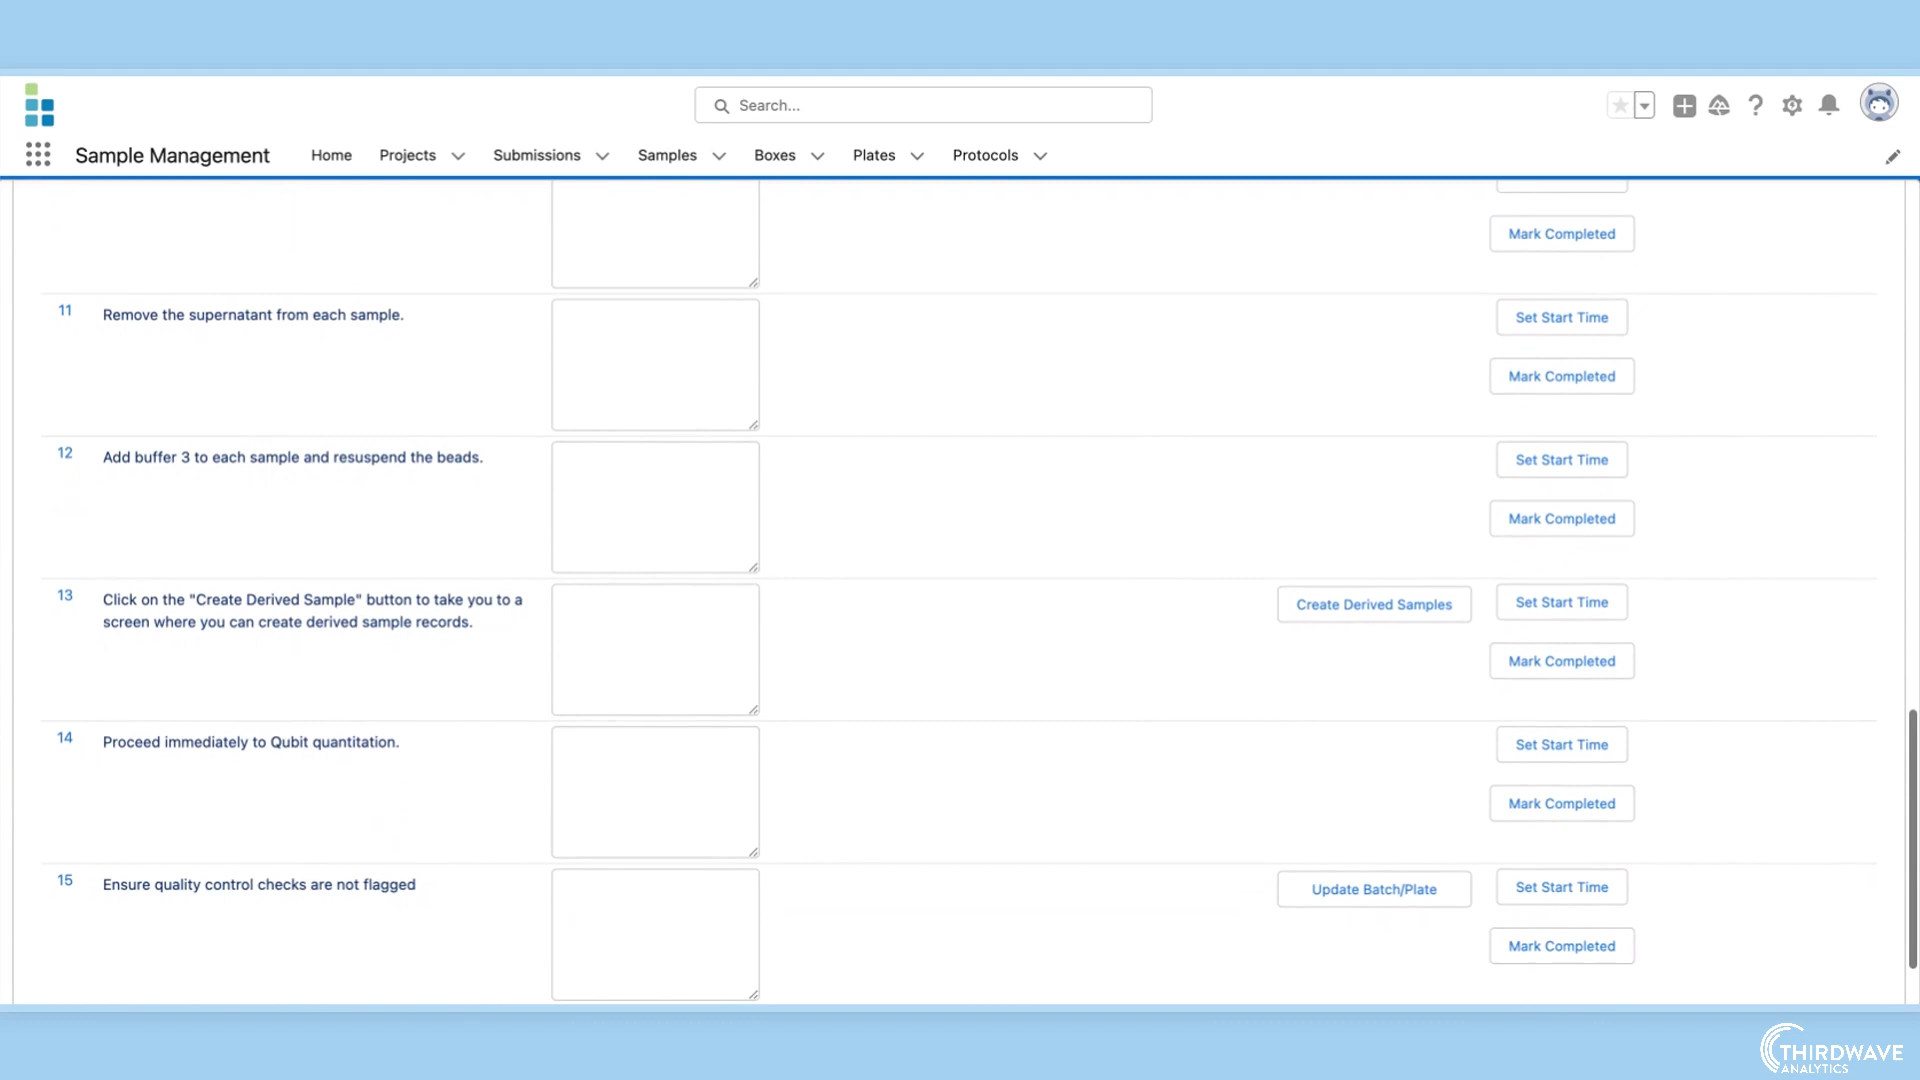 Search...
Sample Management Home Projects Submissions Samples Boxes Plates Protocols
Mark Completed
11 Remove the supernatant from each sample. Set Start Time
Mark Completed
12 Add buffer 3 to each sample and resuspend the beads. Set Start Time
Mark Completed
13 Click on the "Create Derived Sample" button to take you to a Create Derived Samples Set Start Time
screen where you can create derived sample records.
Mark Completed
14 Proceed immediately to Qubit quantitation. Set Start Time
Mark Completed
15 Ensure quality control checks are not flagged Update Batch/Plate Set Start Time
Mark Completed
THIRDWAVE
ANALYTICS